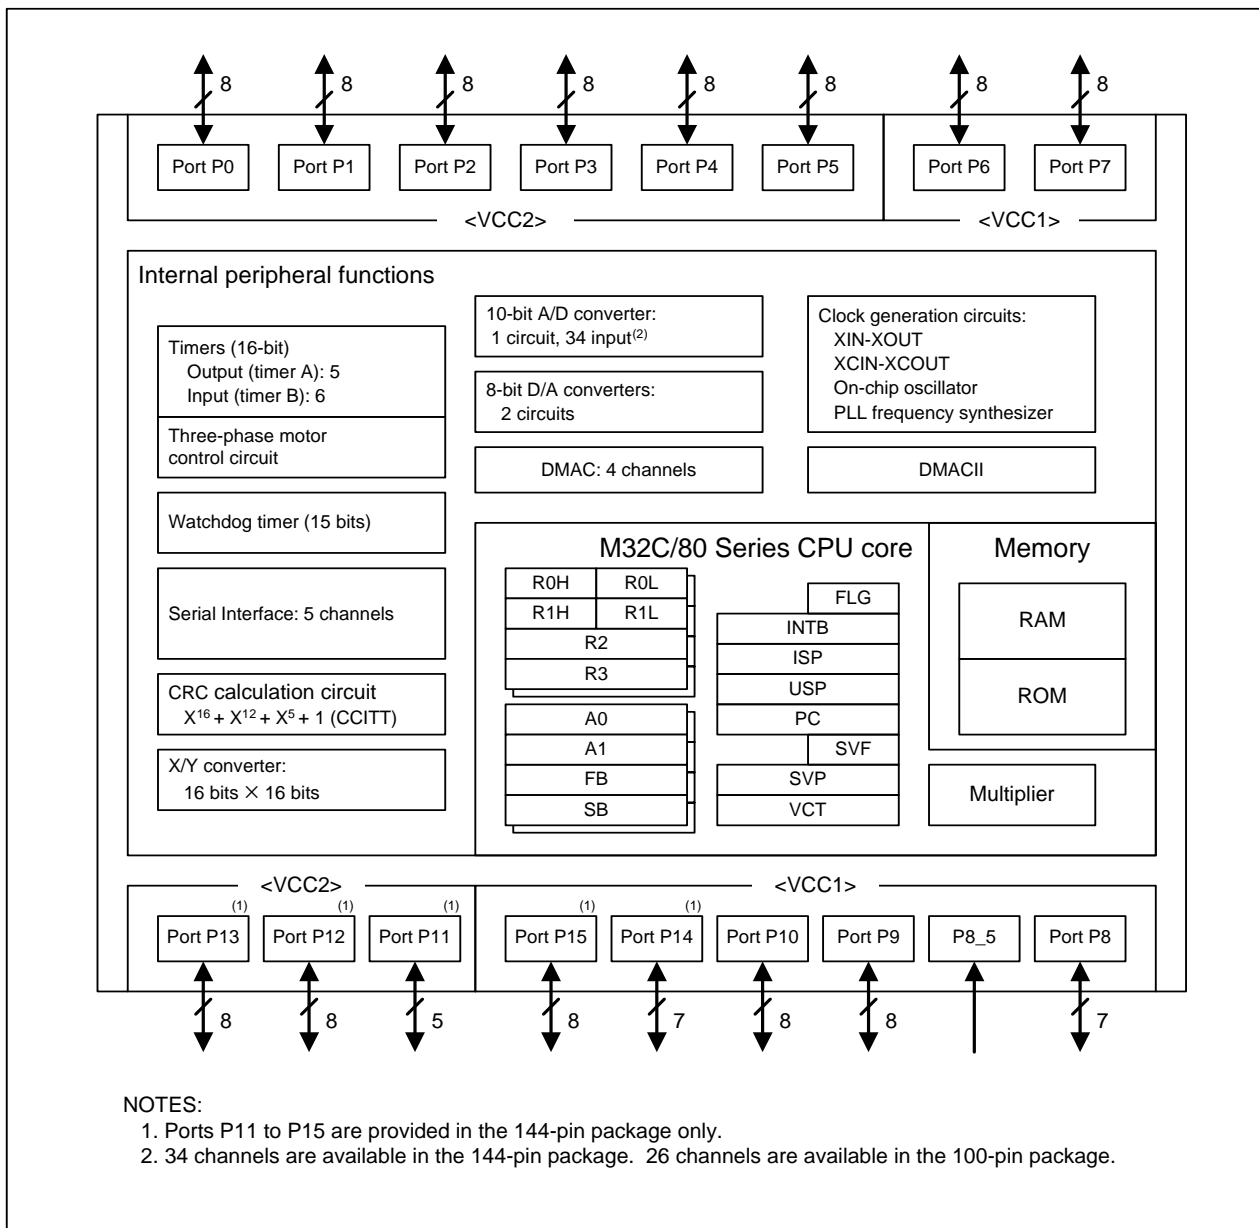 8 8 8 8 8 8 8 8
Port P0 Port P1 Port P2 Port P3 Port P4 Port P5 Port P6 Port P7
<VCC2> <VCC1>
Internal peripheral functions
Timers (16-bit)
Output (timer A): 5
Input (timer B): 6
Three-phase motor
control circuit
Watchdog timer (15 bits)
Serial Interface: 5 channels
CRC calculation circuit
X¹⁶ + X¹² + X⁵ + 1 (CCITT)
X/Y converter:
16 bits × 16 bits
10-bit A/D converter:
1 circuit, 34 input⁽²⁾
8-bit D/A converters:
2 circuits
DMAC: 4 channels
Clock generation circuits:
XIN-XOUT
XCIN-XCOUT
On-chip oscillator
PLL frequency synthesizer
DMACII
M32C/80 Series CPU core
R0H R0L
R1H R1L
R2
R3
A0
A1
FB
SB
FLG
INTB
ISP
USP
PC
SVF
SVP
VCT
Memory
RAM
ROM
Multiplier
<VCC2> <VCC1>
(1) (1) (1) (1) (1)
Port P13 Port P12 Port P11 Port P15 Port P14 Port P10 Port P9 P8_5 Port P8
8 8 5 8 7 8 8 7
NOTES:
1. Ports P11 to P15 are provided in the 144-pin package only.
2. 34 channels are available in the 144-pin package. 26 channels are available in the 100-pin package.